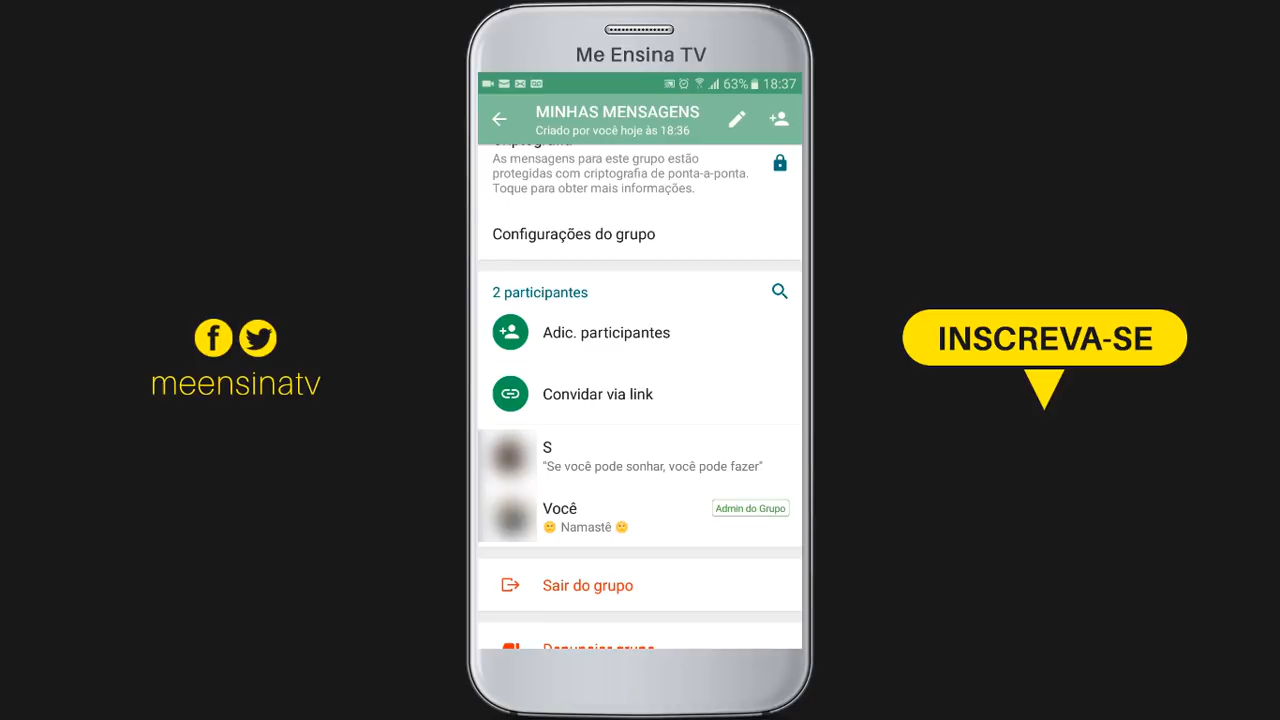 Me Ensina TV
63% 18:37
MINHAS MENSAGENS
Criado por você hoje às 18:36
Criptografia
As mensagens para este grupo estão
protegidas com criptografia de ponta-a-ponta.
Toque para obter mais informações.
Configurações do grupo
2 participantes
Adic. participantes
Convidar via link
S
"Se você pode sonhar, você pode fazer"
Você
Admin do Grupo
😊 Namastê 😊
Sair do grupo
Denunciar grupo
f
meensinatv
INSCREVA-SE